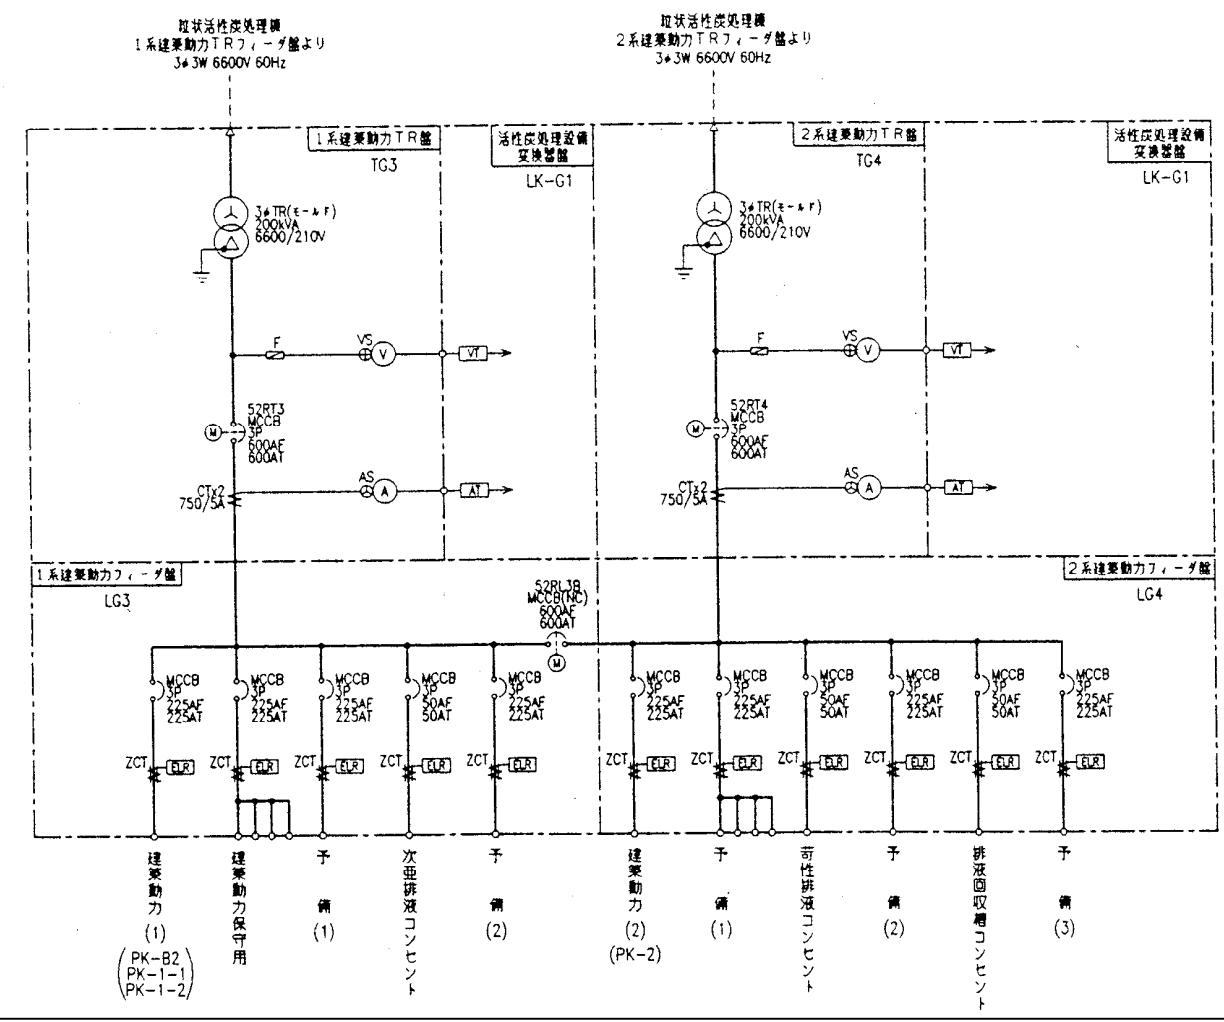 粒状活性炭処理棟
1系建築動力TRフィーダ盤より
3φ3W 6600V 60Hz
粒状活性炭処理棟
2系建築動力TRフィーダ盤より
3φ3W 6600V 60Hz
1系建築動力TR盤
TG3
活性炭処理設備
変換器盤
LK-G1
2系建築動力TR盤
TG4
活性炭処理設備
変換器盤
LK-G1
3φTR(モールド)
200kVA
6600/210V
3φTR(モールド)
200kVA
6600/210V
F
VS
V
VT
F
VS
V
VT
52RT3
MCCB
3P
600AF
600AT
M
52RT4
MCCB
3P
600AF
600AT
M
CTx2
750/5A
AS
A
AT
CTx2
750/5A
AS
A
AT
1系建築動力フィーダ盤
LG3
2系建築動力フィーダ盤
LG4
52RL3B
MCCB(NC)
600AF
600AT
M
MCCB
3P
225AF
225AT
MCCB
3P
225AF
225AT
MCCB
3P
225AF
225AT
MCCB
3P
50AF
50AT
MCCB
3P
225AF
225AT
MCCB
3P
225AF
225AT
MCCB
3P
225AF
225AT
MCCB
3P
50AF
50AT
MCCB
3P
225AF
225AT
MCCB
3P
50AF
50AT
MCCB
3P
225AF
225AT
ZCT ELR
ZCT ELR
ZCT ELR
ZCT ELR
ZCT ELR
ZCT ELR
ZCT ELR
ZCT ELR
ZCT ELR
ZCT ELR
ZCT ELR
建築動力(1)
(PK-B2
PK-1-1
PK-1-2)
建築動力保守用
予備(1)
次亜排液コンセント
予備(2)
建築動力(2)
(PK-2)
予備(1)
苛性排液コンセント
予備(2)
排液回収槽コンセント
予備(3)